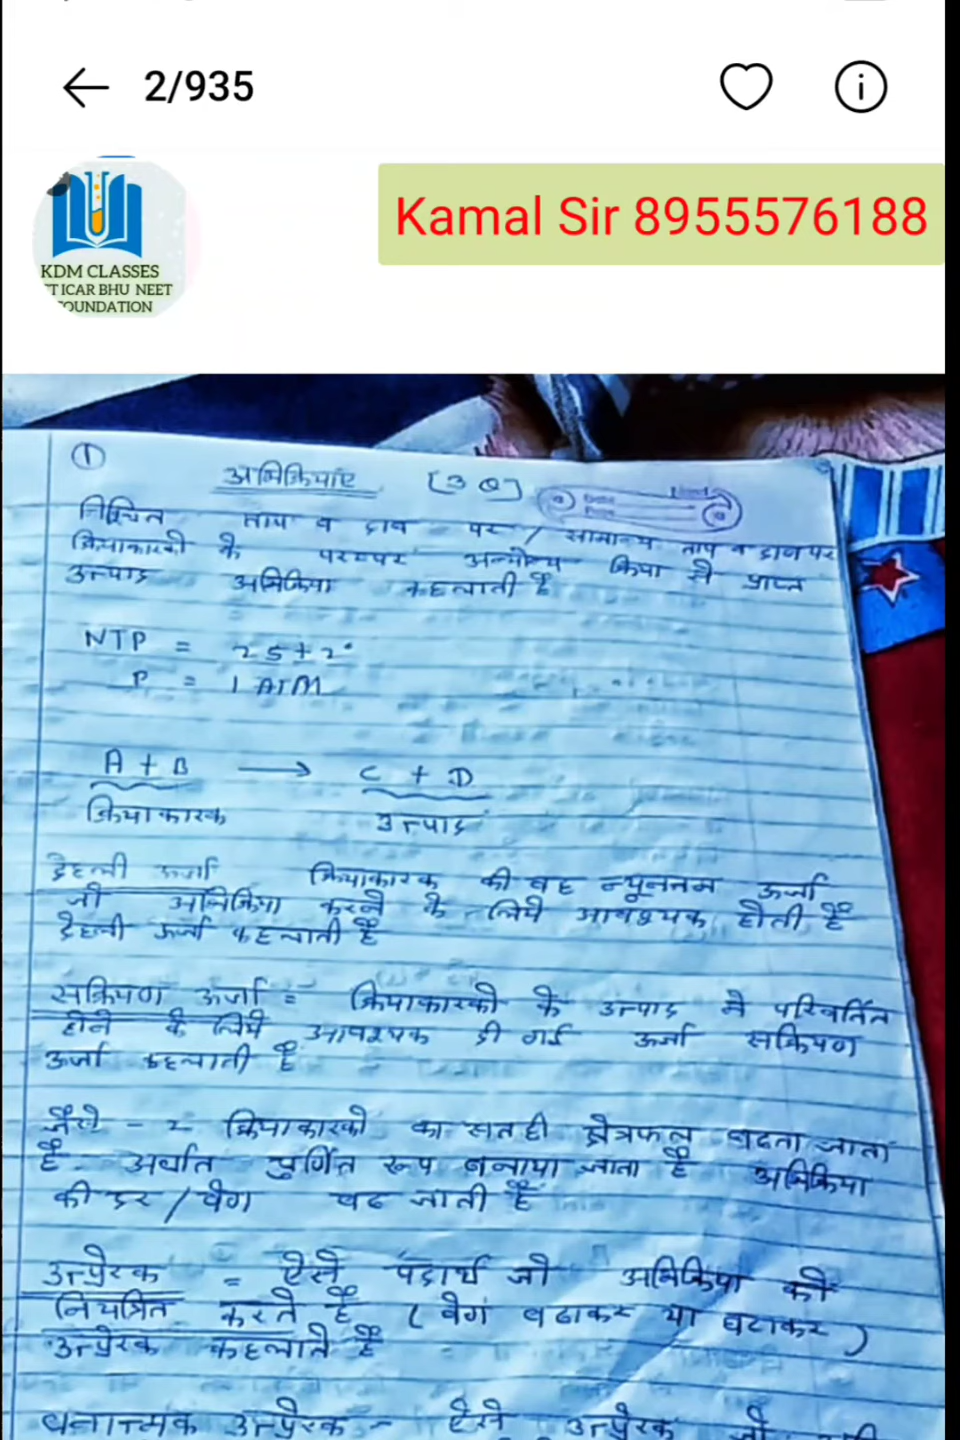 2/935
Kamal Sir 8955576188
KDM CLASSES
T ICAR BHU NEET
OUNDATION
1
अभिक्रियाए [3 Q]
निश्चित ताप व दाब पर / सामान्य ताप व दाब पर
क्रियाकारको के परस्पर अन्योन्य क्रिया से प्राप्त
उत्पाद अभिक्रिया कहलाती है
NTP = 25+2°
P = 1 ATM
A + B → C + D
क्रियाकारक उत्पाद
देहली ऊर्जा क्रियाकारक की वह न्यूनतम ऊर्जा
जो अभिक्रिया करने के लिये आवश्यक होती है
देहली ऊर्जा कहलाती है
सक्रियण ऊर्जा = क्रियाकारको के उत्पाद मे परिवर्तित
होने के लिये आवश्यक दी गई ऊर्जा सक्रियण
ऊर्जा कहलाती है
जैसे - 2 क्रियाकारको का सतही क्षेत्रफल बढता जाता
है अर्थात रूप बनाया जाता है अभिक्रिया
की दर / वेग बढ जाती है
उत्प्रेरक = ऐसे पदार्थ जो अभिक्रिया को
नियत्रित करते है ( वेग बढाकर या घटाकर )
उत्प्रेरक कहलाते है
धनात्मक उत्प्रेरक - ऐसे उत्प्रेरक जो